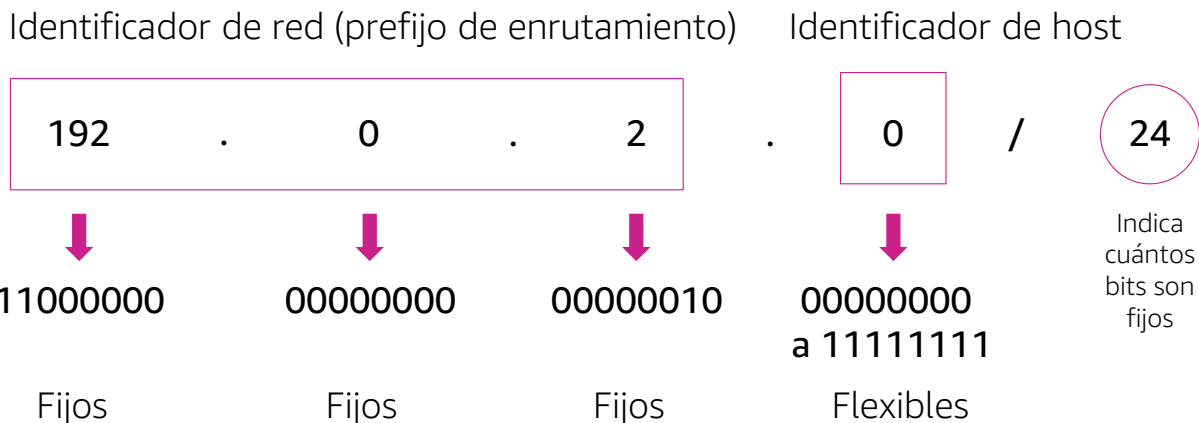 Identificador de red (prefijo de enrutamiento) Identificador de host
192 . 0 . 2 . 0 / 24
11000000 00000000 00000010 00000000
a 11111111
Indica
cuántos
bits son
fijos
Fijos Fijos Fijos Flexibles